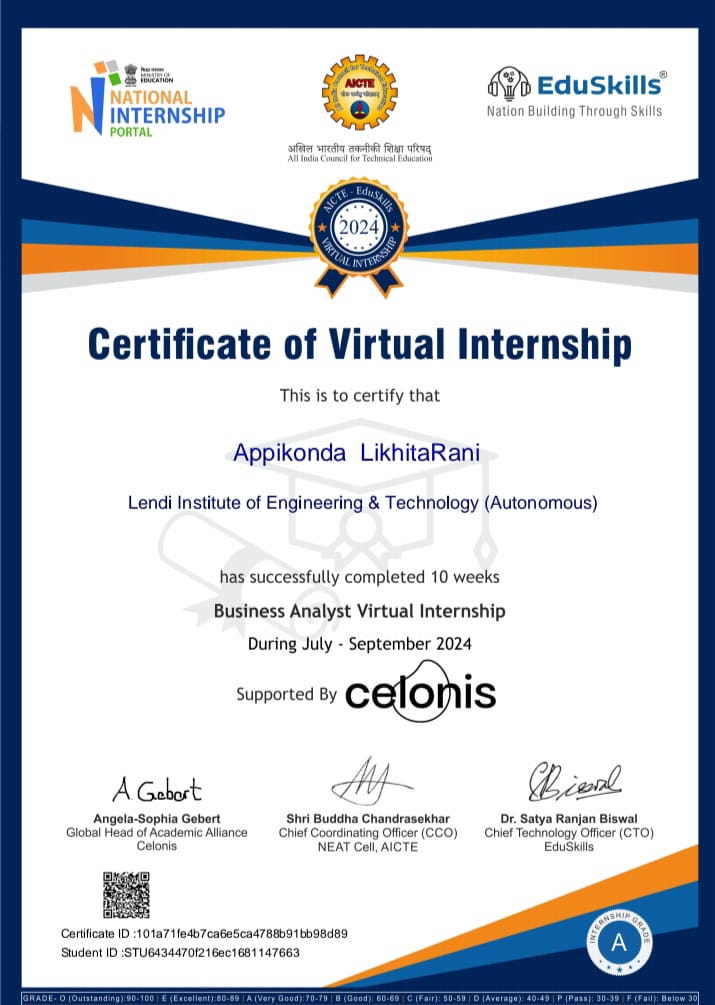 शिक्षा मंत्रालय
MINISTRY OF
EDUCATION
NATIONAL
INTERNSHIP
PORTAL
All India Council for Technical Education
AICTE
अखिल भारतीय तकनीकी शिक्षा परिषद्
All India Council for Technical Education
EduSkills®
Nation Building Through Skills
AICTE - EduSkills
2024
VIRTUAL INTERNSHIP
Certificate of Virtual Internship
This is to certify that
Appikonda LikhitaRani
Lendi Institute of Engineering & Technology (Autonomous)
has successfully completed 10 weeks
Business Analyst Virtual Internship
During July - September 2024
Supported By celonis
A. Gebert
Angela-Sophia Gebert
Global Head of Academic Alliance
Celonis
Shri Buddha Chandrasekhar
Chief Coordinating Officer (CCO)
NEAT Cell, AICTE
Dr. Satya Ranjan Biswal
Chief Technology Officer (CTO)
EduSkills
Certificate ID :101a71fe4b7ca6e5ca4788b91bb98d89
Student ID :STU6434470f216ec1681147663
INTERNSHIP GRADE
A
GRADE- O (Outstanding):90-100 | E (Excellent):80-89 | A (Very Good):70-79 | B (Good): 60-69 | C (Fair): 50-59 | D (Average): 40-49 | P (Pass): 30-39 | F (Fail): Below 30